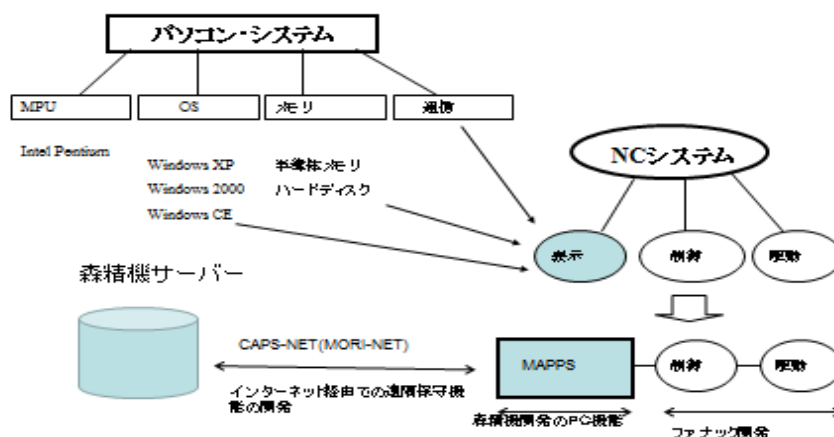 パソコン・システム
MPU
OS
メモリ
通信
Intel Pentium
Windows XP
Windows 2000
Windows CE
半導体メモリ
ハードディスク
NCシステム
表示
制御
駆動
森精機サーバー
CAPS-NET(MORI-NET)
インターネット経由での遠隔保守機
能の開発
MAPPS
制御
駆動
森精機開発のPC機能
ファナック開発